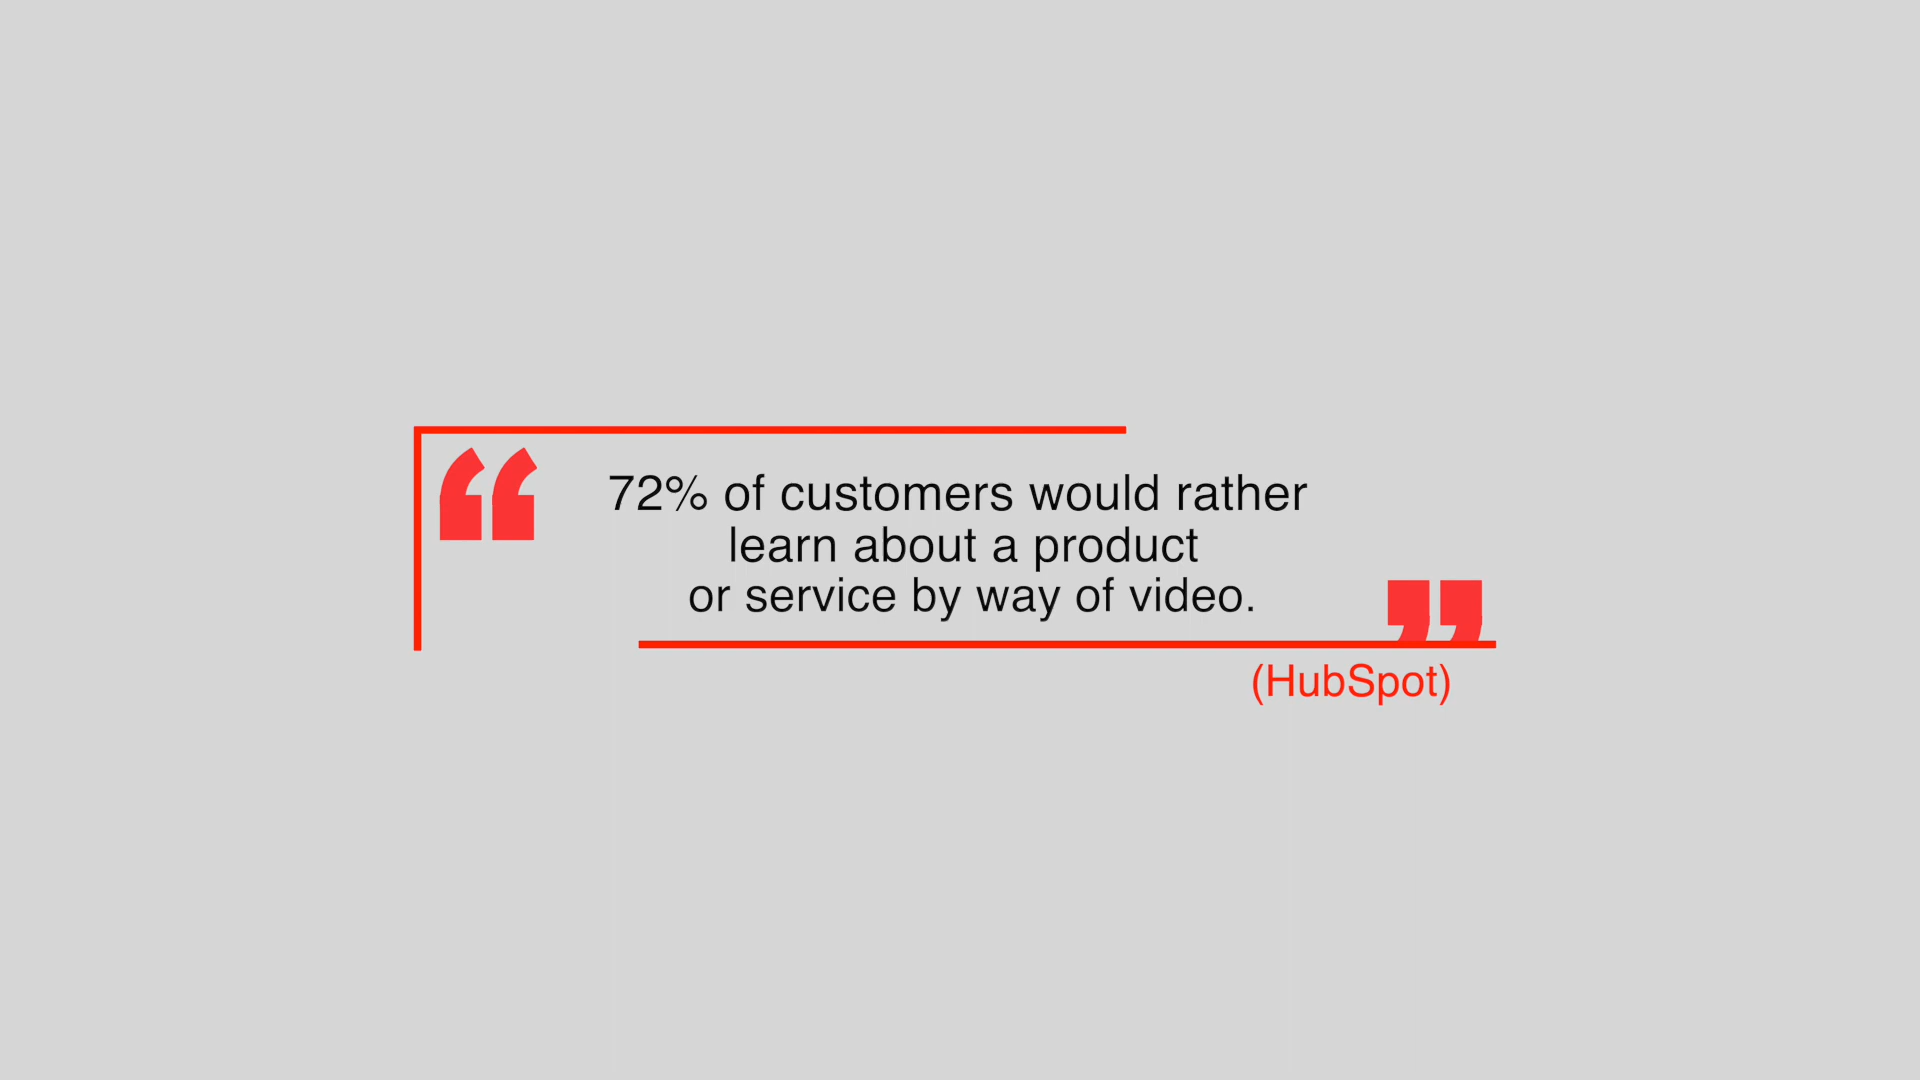 “
72% of customers would rather
learn about a product
or service by way of video.
”
(HubSpot)